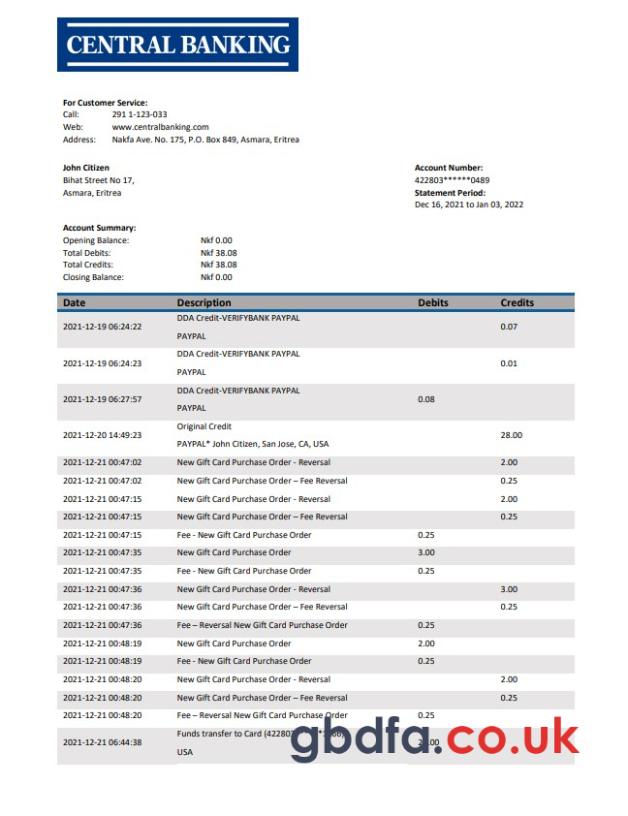 CENTRAL BANKING
For Customer Service:
Call: 291 1-123-033
Web: www.centralbanking.com
Address: Nakfa Ave. No. 175, P.O. Box 849, Asmara, Eritrea
John Citizen Account Number:
Bihat Street No 17, 422803******0489
Asmara, Eritrea Statement Period:
Dec 16, 2021 to Jan 03, 2022
Account Summary:
Opening Balance: Nkf 0.00
Total Debits: Nkf 38.08
Total Credits: Nkf 38.08
Closing Balance: Nkf 0.00
Date Description Debits Credits
DDA Credit-VERIFYBANK PAYPAL
2021-12-19 06:24:22 0.07
PAYPAL
DDA Credit-VERIFYBANK PAYPAL
2021-12-19 06:24:23 0.01
PAYPAL
DDA Credit-VERIFYBANK PAYPAL
2021-12-19 06:27:57 0.08
PAYPAL
Original Credit
2021-12-20 14:49:23 28.00
PAYPAL* John Citizen, San Jose, CA, USA
2021-12-21 00:47:02 New Gift Card Purchase Order - Reversal 2.00
2021-12-21 00:47:02 New Gift Card Purchase Order – Fee Reversal 0.25
2021-12-21 00:47:15 New Gift Card Purchase Order - Reversal 2.00
2021-12-21 00:47:15 New Gift Card Purchase Order – Fee Reversal 0.25
2021-12-21 00:47:15 Fee - New Gift Card Purchase Order 0.25
2021-12-21 00:47:35 New Gift Card Purchase Order 3.00
2021-12-21 00:47:35 Fee - New Gift Card Purchase Order 0.25
2021-12-21 00:47:36 New Gift Card Purchase Order - Reversal 3.00
2021-12-21 00:47:36 New Gift Card Purchase Order – Fee Reversal 0.25
2021-12-21 00:47:36 Fee – Reversal New Gift Card Purchase Order 0.25
2021-12-21 00:48:19 New Gift Card Purchase Order 2.00
2021-12-21 00:48:19 Fee - New Gift Card Purchase Order 0.25
2021-12-21 00:48:20 New Gift Card Purchase Order - Reversal 2.00
2021-12-21 00:48:20 New Gift Card Purchase Order – Fee Reversal 0.25
2021-12-21 00:48:20 Fee – Reversal New Gift Card Purchase Order 0.25
Funds transfer to Card
2021-12-21 06:44:38
USA
gbdfa.co.uk